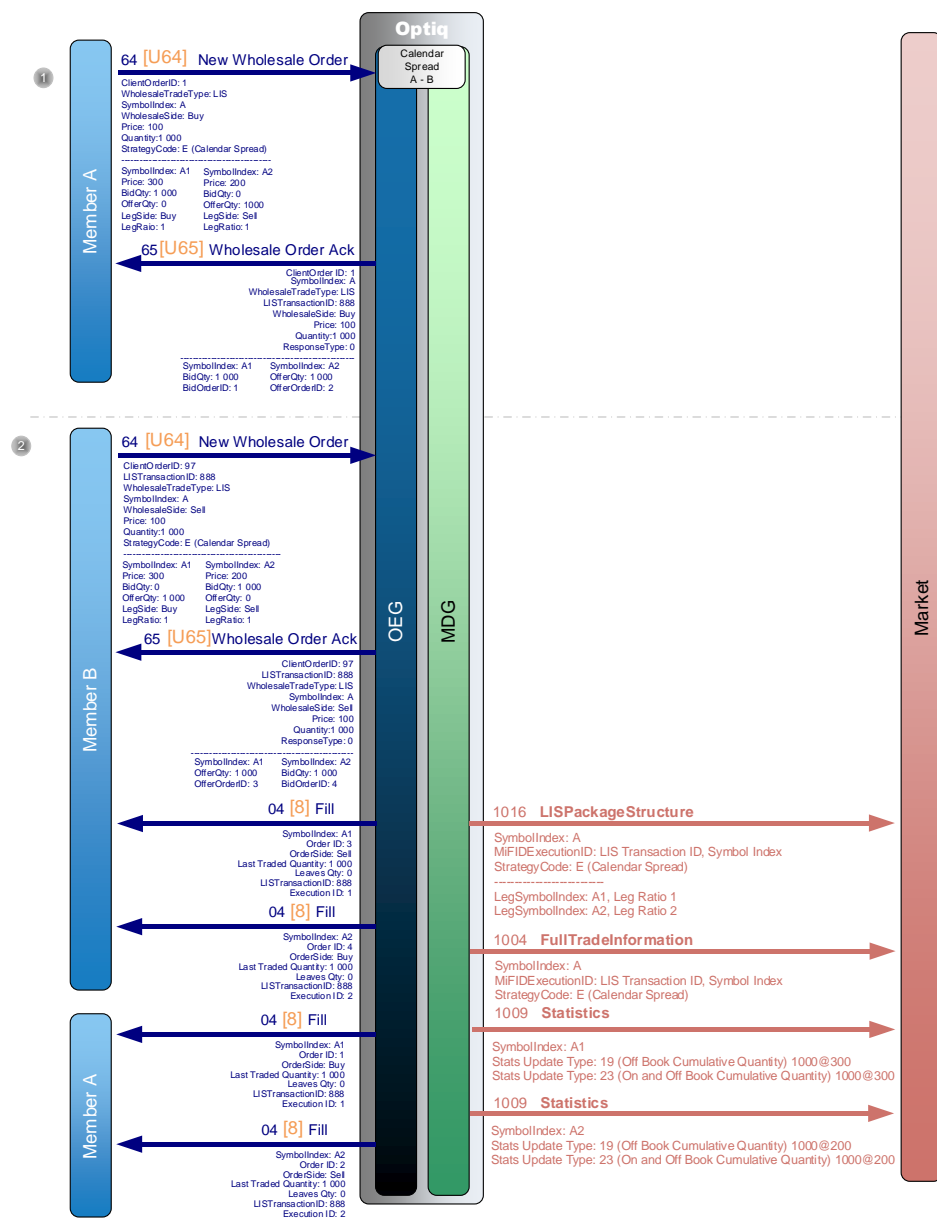 Optiq
Calendar
Spread
A - B
OEG
MDG
Market
1
Member A
64 [U64] New Wholesale Order
ClientOrderID: 1
WholesaleTradeType: LIS
SymbolIndex: A
WholesaleSide: Buy
Price: 100
Quantity:1 000
StrategyCode: E (Calendar Spread)
--------------------------------------------------
SymbolIndex: A1 SymbolIndex: A2
Price: 300 Price: 200
BidQty: 1 000 BidQty: 0
OfferQty: 0 OfferQty: 1000
LegSide: Buy LegSide: Sell
LegRaio: 1 LegRatio: 1
65 [U65] Wholesale Order Ack
ClientOrder ID: 1
SymbolIndex: A
WholesaleTradeType: LIS
LISTransactionID: 888
WholesaleSide: Buy
Price: 100
Quantity:1 000
ResponseType: 0
----------------------------------------------------------
SymbolIndex: A1 SymbolIndex: A2
BidQty: 1 000 OfferQty: 1 000
BidOrderID: 1 OfferOrderID: 2
2
Member B
64 [U64] New Wholesale Order
ClientOrderID: 97
LISTransactionID: 888
WholesaleTradeType: LIS
SymbolIndex: A
WholesaleSide: Sell
Price: 100
Quantity:1 000
StrategyCode: E (Calendar Spread)
-----------------------------------------------------
SymbolIndex: A1 SymbolIndex: A2
Price: 300 Price: 200
BidQty: 0 BidQty: 1 000
OfferQty: 1 000 OfferQty: 0
LegSide: Buy LegSide: Sell
LegRatio: 1 LegRatio: 1
65 [U65] Wholesale Order Ack
ClientOrderID: 97
LISTransactionID: 888
WholesaleTradeType: LIS
SymbolIndex: A
WholesaleSide: Sell
Price: 100
Quantity:1 000
ResponseType: 0
------------------------------------------------------
SymbolIndex: A1 SymbolIndex: A2
OfferQty: 1 000 BidQty: 1 000
OfferOrderID: 3 BidOrderID: 4
04 [8] Fill
SymbolIndex: A1
Order ID: 3
OrderSide: Sell
Last Traded Quantity: 1 000
Leaves Qty: 0
LISTransactionID: 888
Execution ID: 1
04 [8] Fill
SymbolIndex: A2
Order ID: 4
OrderSide: Buy
Last Traded Quantity: 1 000
Leaves Qty: 0
LISTransactionID: 888
Execution ID: 2
Member A
04 [8] Fill
SymbolIndex: A1
Order ID: 1
OrderSide: Buy
Last Traded Quantity: 1 000
Leaves Qty: 0
LISTransactionID: 888
Execution ID: 1
04 [8] Fill
SymbolIndex: A2
Order ID: 2
OrderSide: Sell
Last Traded Quantity: 1 000
Leaves Qty: 0
LISTransactionID: 888
Execution ID: 2
1016 LISPackageStructure
SymbolIndex: A
MiFIDExecutionID: LIS Transaction ID, Symbol Index
StrategyCode: E (Calendar Spread)
---------------------------
LegSymbolIndex: A1, Leg Ratio 1
LegSymbolIndex: A2, Leg Ratio 2
1004 FullTradeInformation
SymbolIndex: A
MiFIDExecutionID: LIS Transaction ID, Symbol Index
StrategyCode: E (Calendar Spread)
1009 Statistics
SymbolIndex: A1
Stats Update Type: 19 (Off Book Cumulative Quantity) 1000@300
Stats Update Type: 23 (On and Off Book Cumulative Quantity) 1000@300
1009 Statistics
SymbolIndex: A2
Stats Update Type: 19 (Off Book Cumulative Quantity) 1000@200
Stats Update Type: 23 (On and Off Book Cumulative Quantity) 1000@200